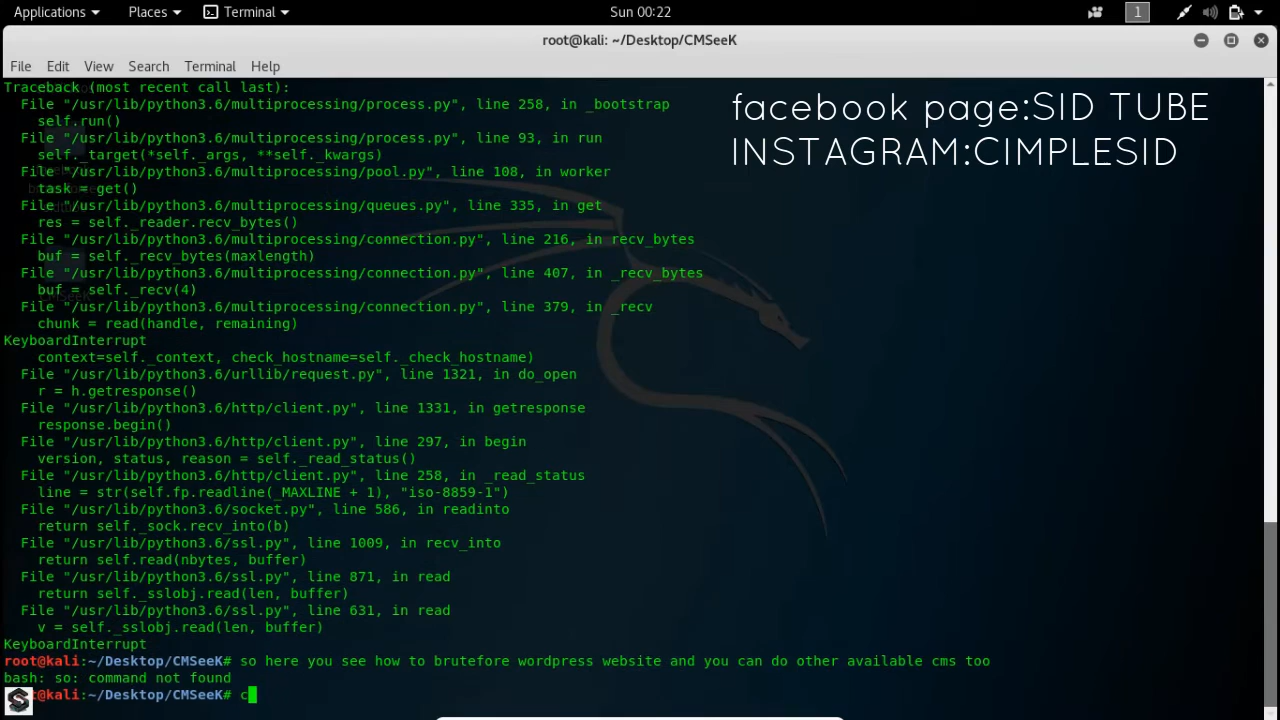 Applications Places Terminal Sun 00:22 1
root@kali: ~/Desktop/CMSeeK
File Edit View Search Terminal Help
Traceback (most recent call last):
File "/usr/lib/python3.6/multiprocessing/process.py", line 258, in _bootstrap
self.run()
File "/usr/lib/python3.6/multiprocessing/process.py", line 93, in run
self._target(*self._args, **self._kwargs)
File "/usr/lib/python3.6/multiprocessing/pool.py", line 108, in worker
task = get()
File "/usr/lib/python3.6/multiprocessing/queues.py", line 335, in get
res = self._reader.recv_bytes()
File "/usr/lib/python3.6/multiprocessing/connection.py", line 216, in recv_bytes
buf = self._recv_bytes(maxlength)
File "/usr/lib/python3.6/multiprocessing/connection.py", line 407, in _recv_bytes
buf = self._recv(4)
File "/usr/lib/python3.6/multiprocessing/connection.py", line 379, in _recv
chunk = read(handle, remaining)
KeyboardInterrupt
context=self._context, check_hostname=self._check_hostname)
File "/usr/lib/python3.6/urllib/request.py", line 1321, in do_open
r = h.getresponse()
File "/usr/lib/python3.6/http/client.py", line 1331, in getresponse
response.begin()
File "/usr/lib/python3.6/http/client.py", line 297, in begin
version, status, reason = self._read_status()
File "/usr/lib/python3.6/http/client.py", line 258, in _read_status
line = str(self.fp.readline(_MAXLINE + 1), "iso-8859-1")
File "/usr/lib/python3.6/socket.py", line 586, in readinto
return self._sock.recv_into(b)
File "/usr/lib/python3.6/ssl.py", line 1009, in recv_into
return self.read(nbytes, buffer)
File "/usr/lib/python3.6/ssl.py", line 871, in read
return self._sslobj.read(len, buffer)
File "/usr/lib/python3.6/ssl.py", line 631, in read
v = self._sslobj.read(len, buffer)
KeyboardInterrupt
root@kali:~/Desktop/CMSeeK# so here you see how to brutefore wordpress website and you can do other available cms too
bash: so: command not found
t@kali:~/Desktop/CMSeeK# c
facebook page:SID TUBE
INSTAGRAM:CIMPLESID